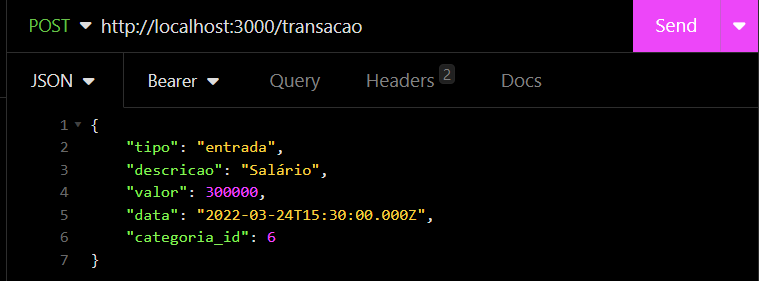 POST http://localhost:3000/transacao Send
JSON Bearer Query Headers 2 Docs
1 {
2 "tipo": "entrada",
3 "descricao": "Salário",
4 "valor": 300000,
5 "data": "2022-03-24T15:30:00.000Z",
6 "categoria_id": 6
7 }